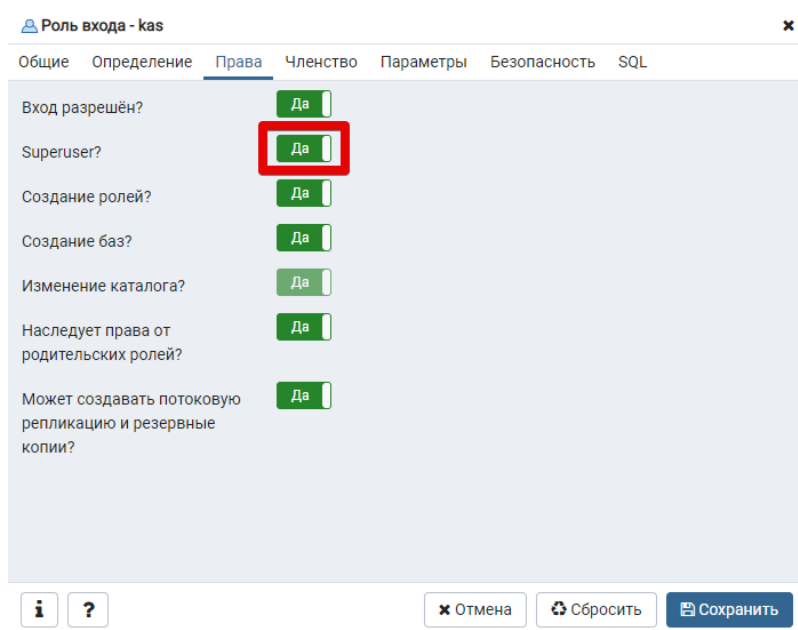 Роль входа - kas
Общие Определение Права Членство Параметры Безопасность SQL
Вход разрешён? Да
Superuser? Да
Создание ролей? Да
Создание баз? Да
Изменение каталога? Да
Наследует права от Да
родительских ролей?
Может создавать потоковую Да
репликацию и резервные
копии?
i ? Отмена Сбросить Сохранить